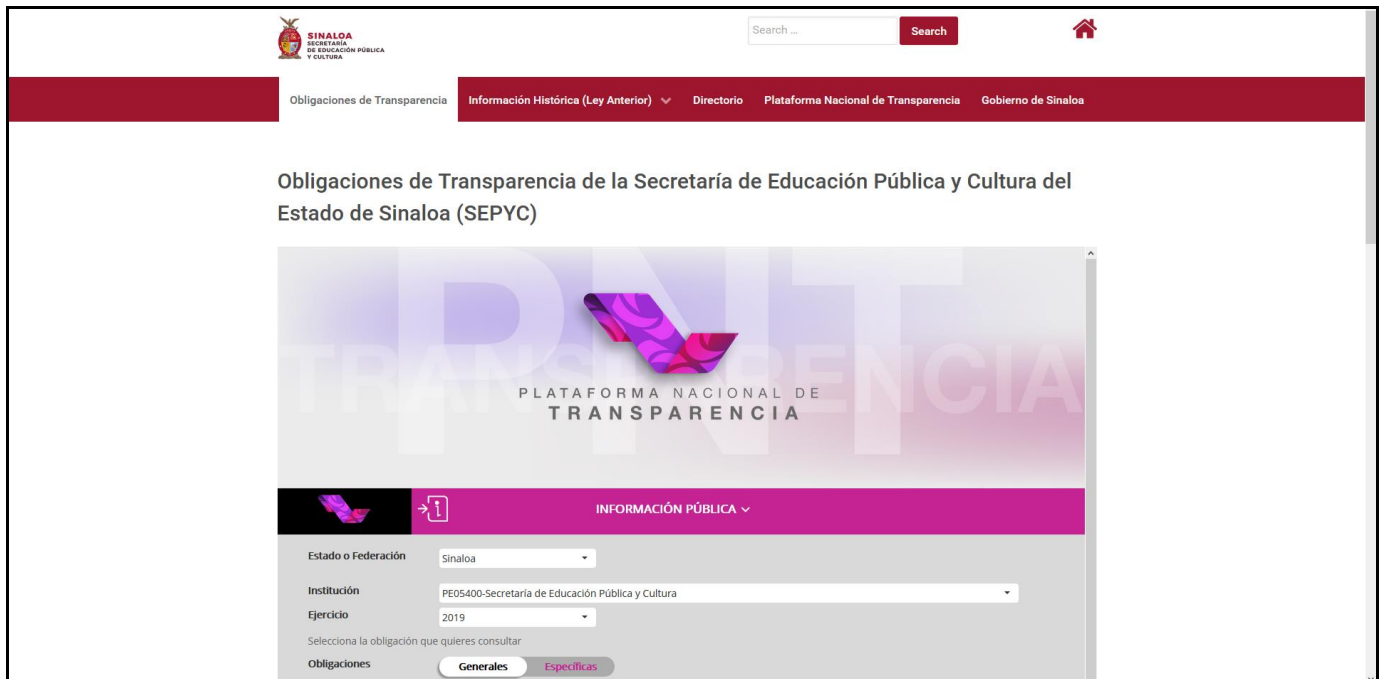 SINALOA
SECRETARÍA
DE EDUCACIÓN PÚBLICA
Y CULTURA
Search ...
Search
Obligaciones de Transparencia
Información Histórica (Ley Anterior)
Directorio
Plataforma Nacional de Transparencia
Gobierno de Sinaloa
Obligaciones de Transparencia de la Secretaría de Educación Pública y Cultura del
Estado de Sinaloa (SEPYC)
PNT
TRANSPARENCIA
PLATAFORMA NACIONAL DE
TRANSPARENCIA
INFORMACIÓN PÚBLICA
Estado o Federación
Sinaloa
Institución
PE05400-Secretaría de Educación Pública y Cultura
Ejercicio
2019
Selecciona la obligación que quieres consultar
Obligaciones
Generales
Específicas